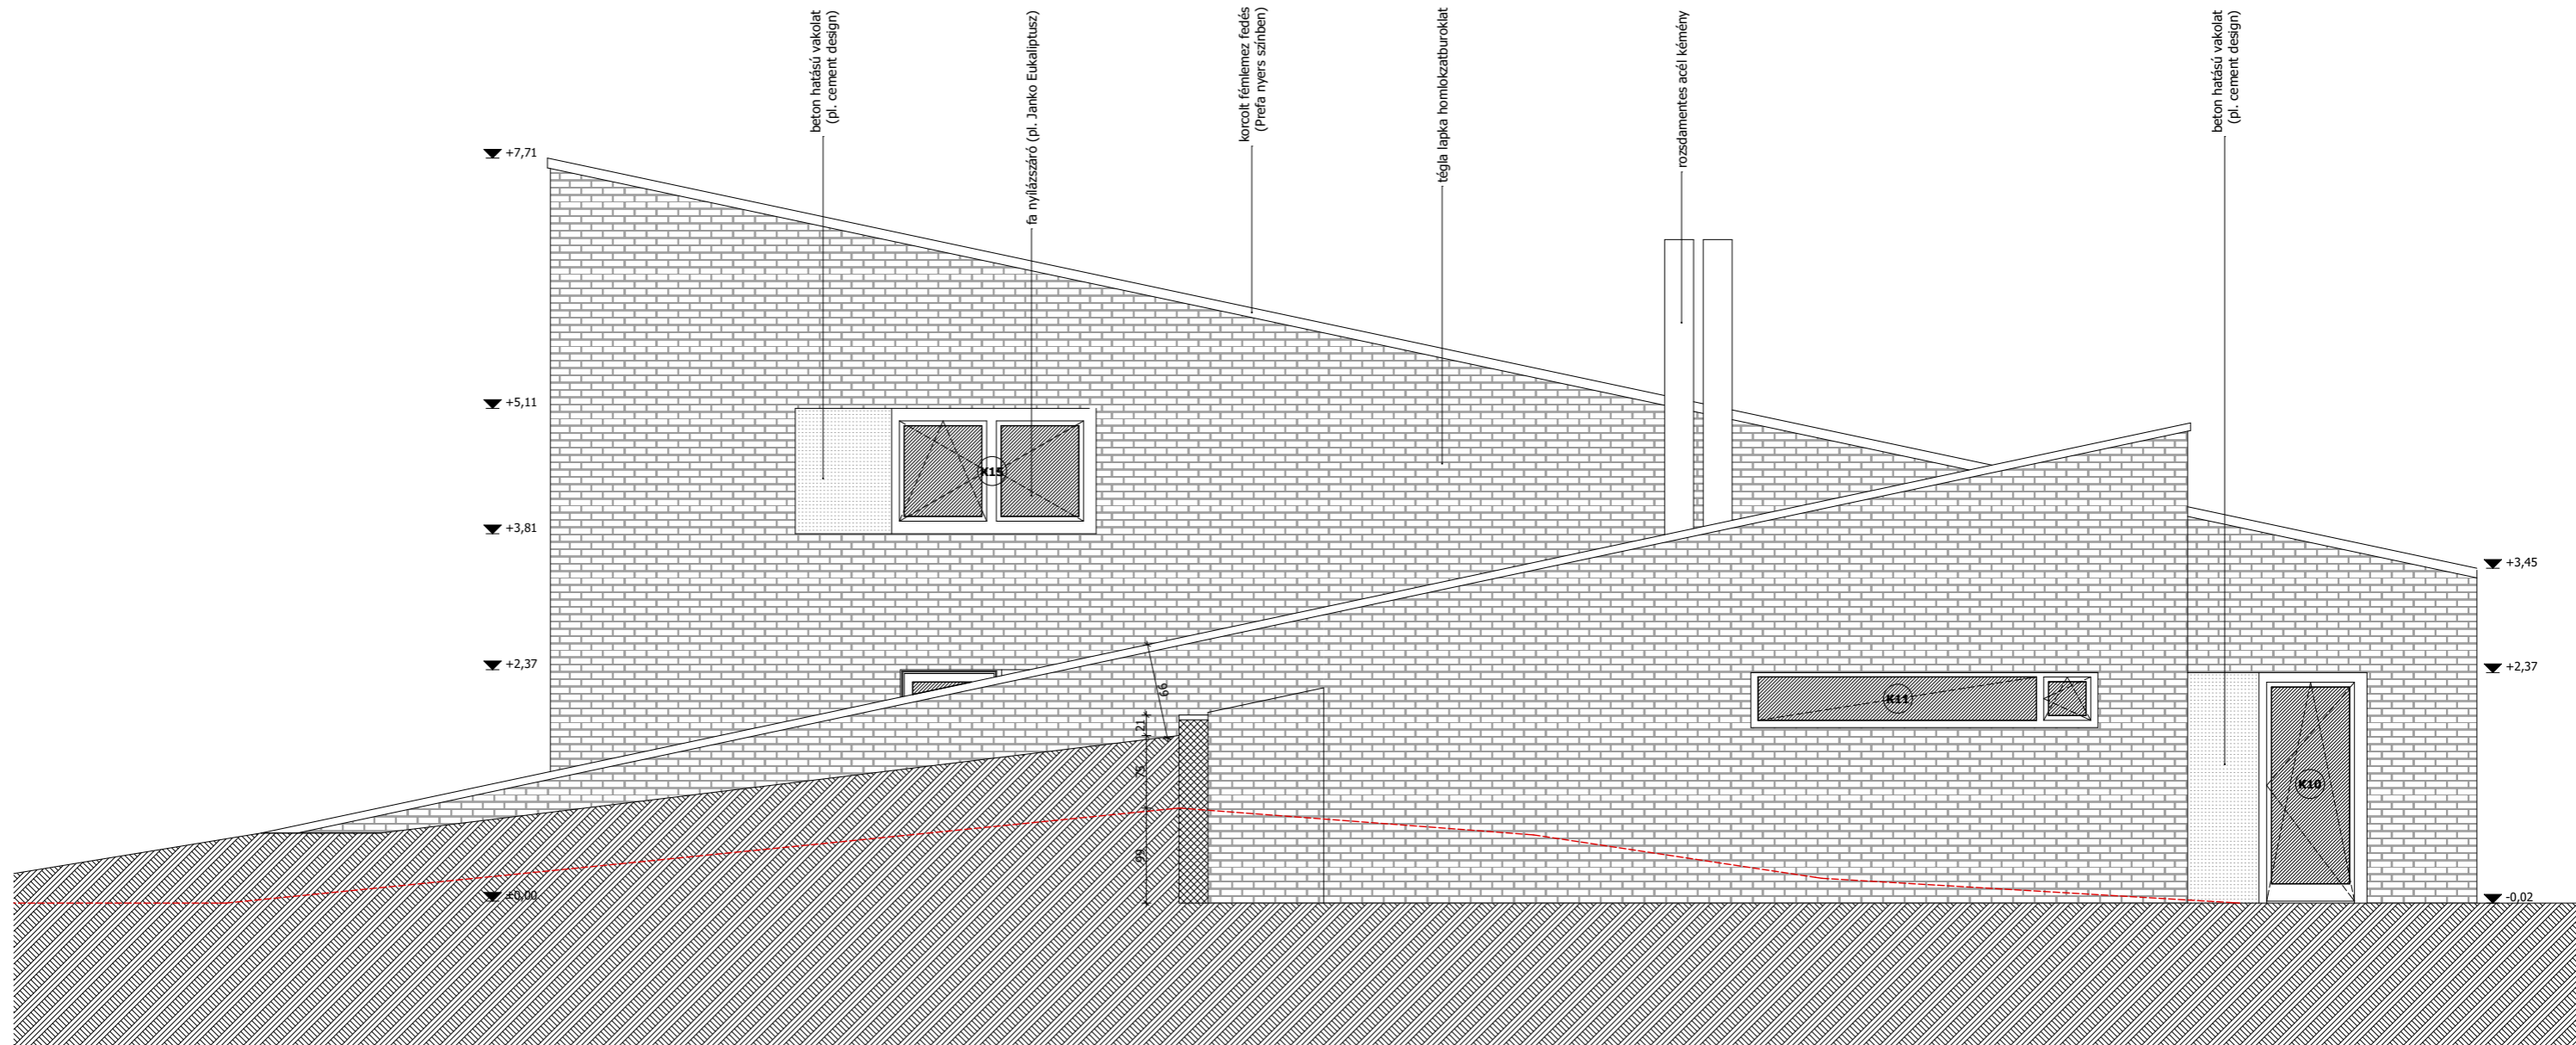 beton hatású vakolat
(pl. cement design)
fa nyílázszáró (pl. Janko Eukaliptusz)
korcolt fémlemez fedés
(Prefa nyers színben)
tégla lapka homlokzatburoklat
rozsdamentes acél kémény
beton hatású vakolat
(pl. cement design)
+7,71
+5,11
+3,81
+2,37
±0,00
+3,45
+2,37
-0,02
K15
K11
K10
66
21
75
99